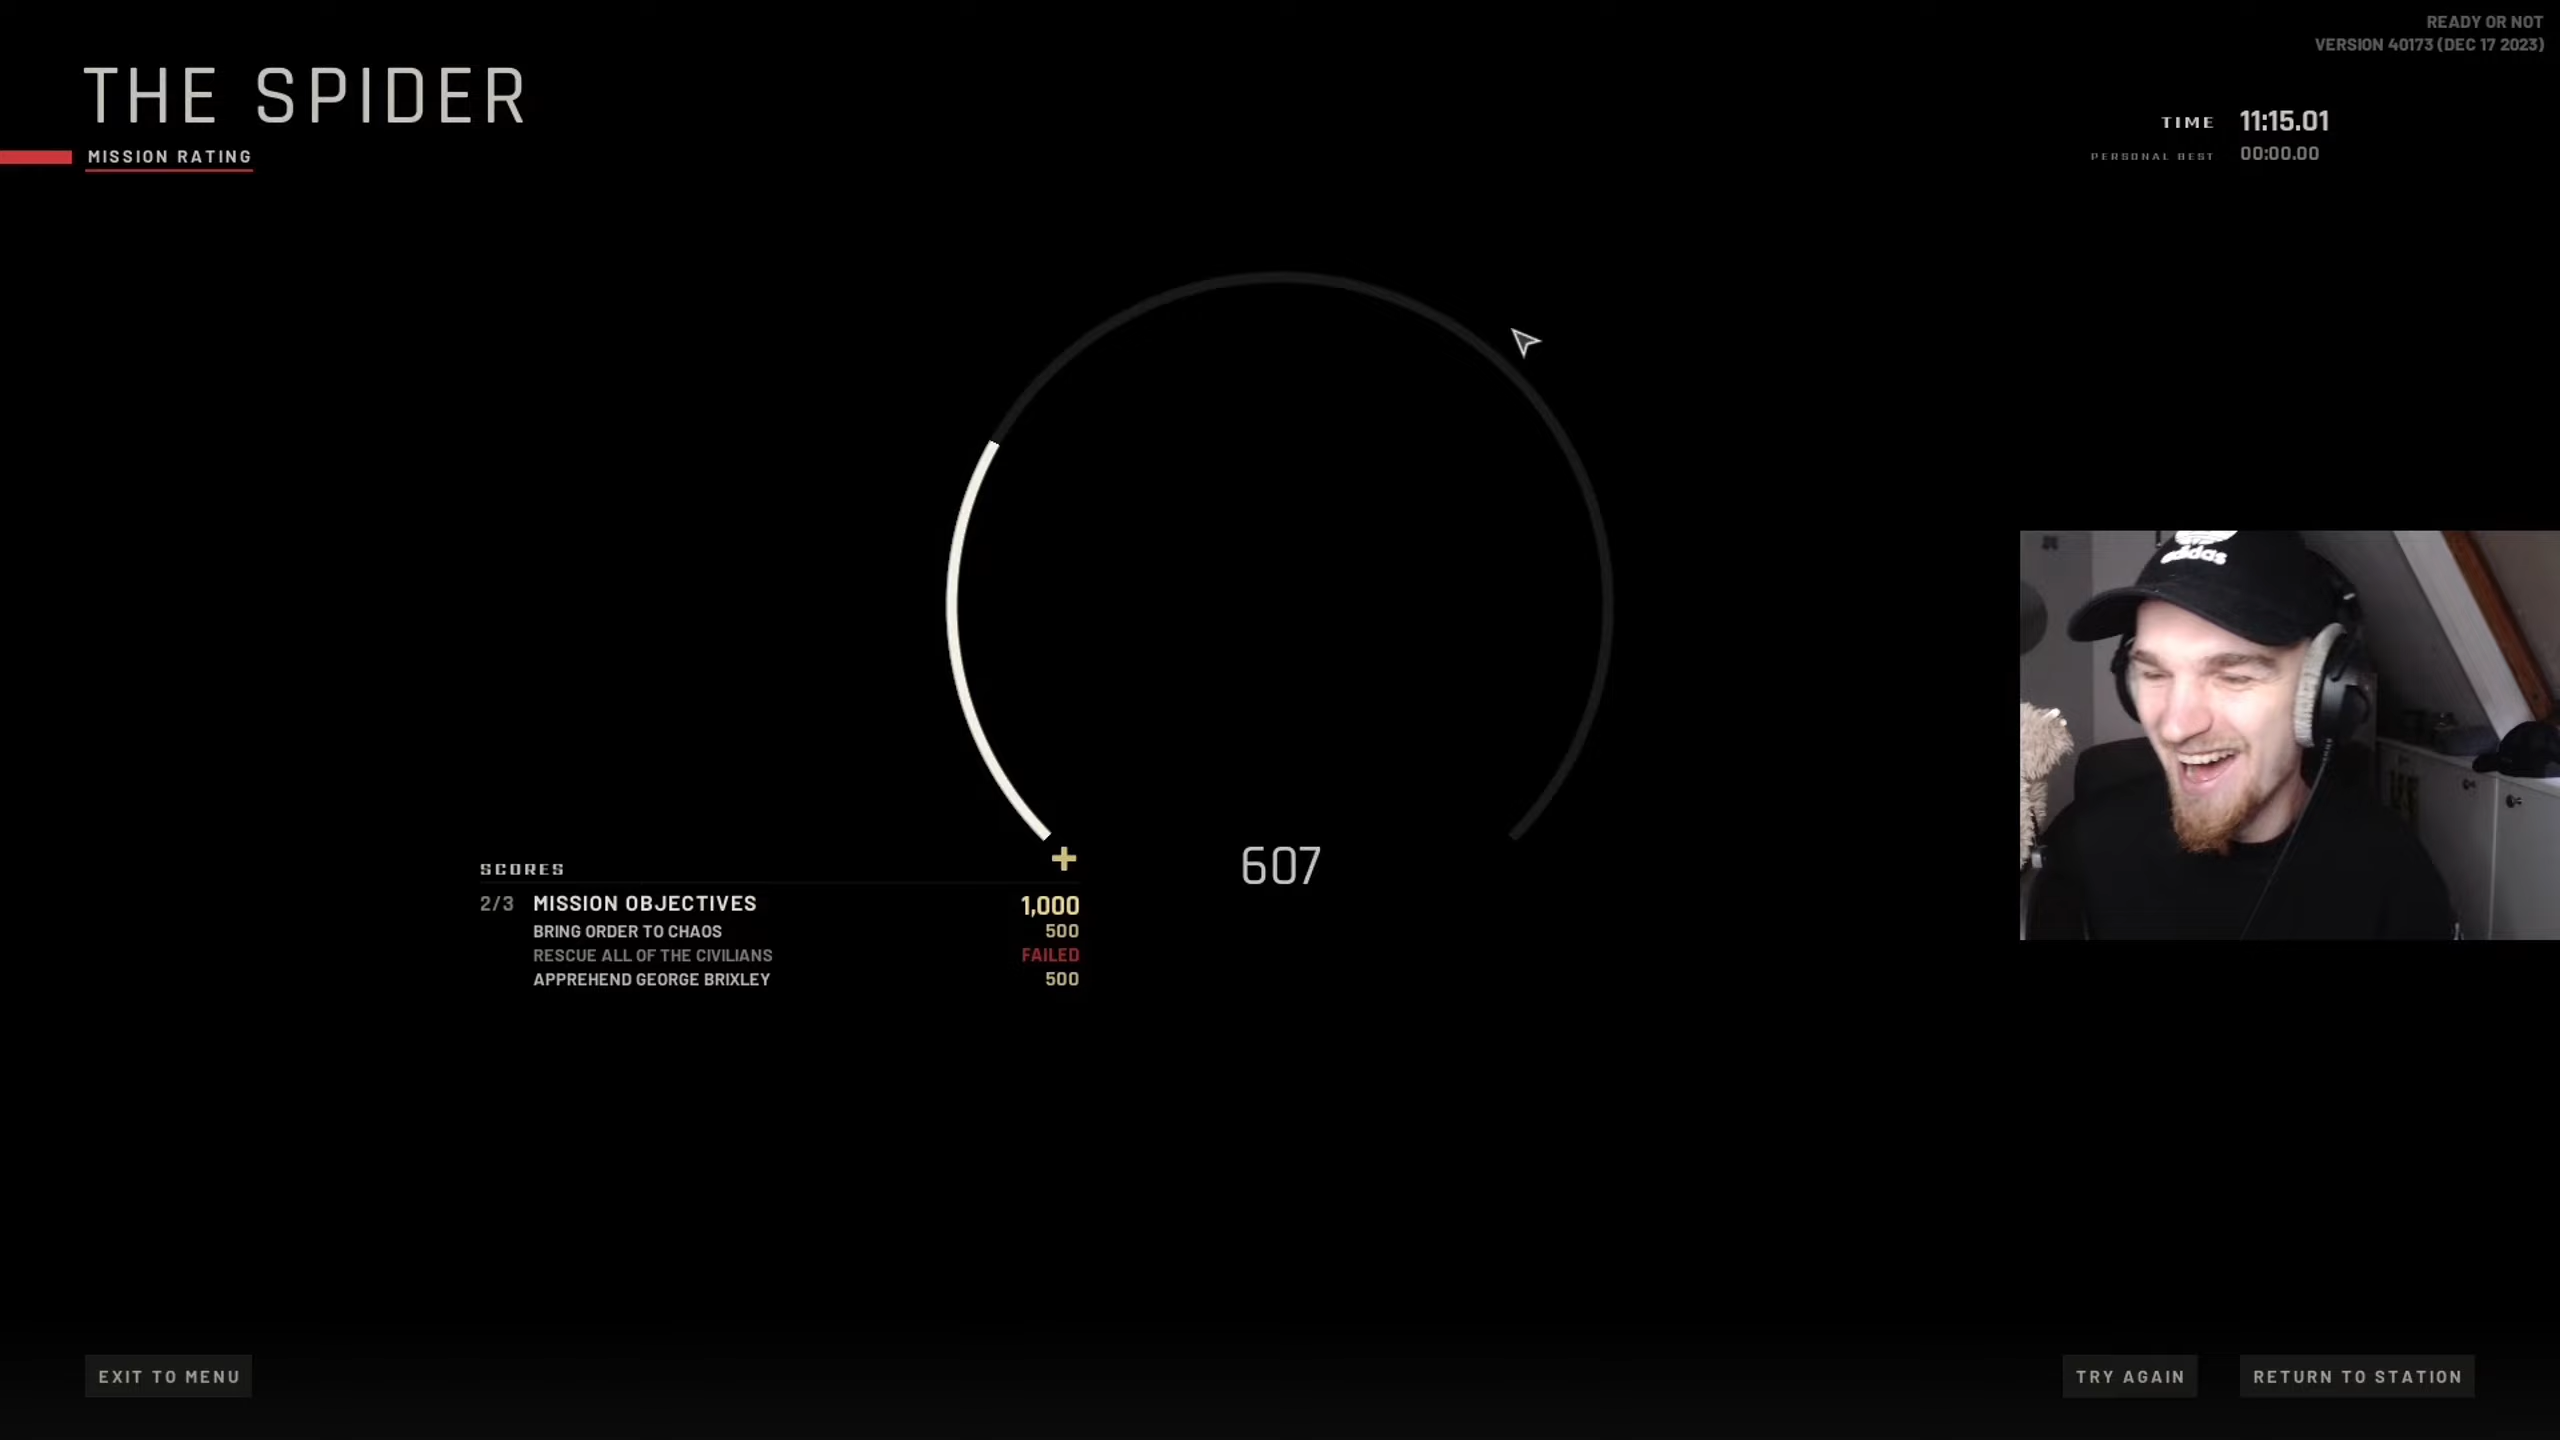 READY OR NOT
VERSION 40173 (DEC 17 2023)
THE SPIDER
MISSION RATING
TIME 11:15.01
PERSONAL BEST 00:00.00
adidas
607
SCORES +
2/3 MISSION OBJECTIVES 1,000
BRING ORDER TO CHAOS 500
RESCUE ALL OF THE CIVILIANS FAILED
APPREHEND GEORGE BRIXLEY 500
EXIT TO MENU
TRY AGAIN
RETURN TO STATION